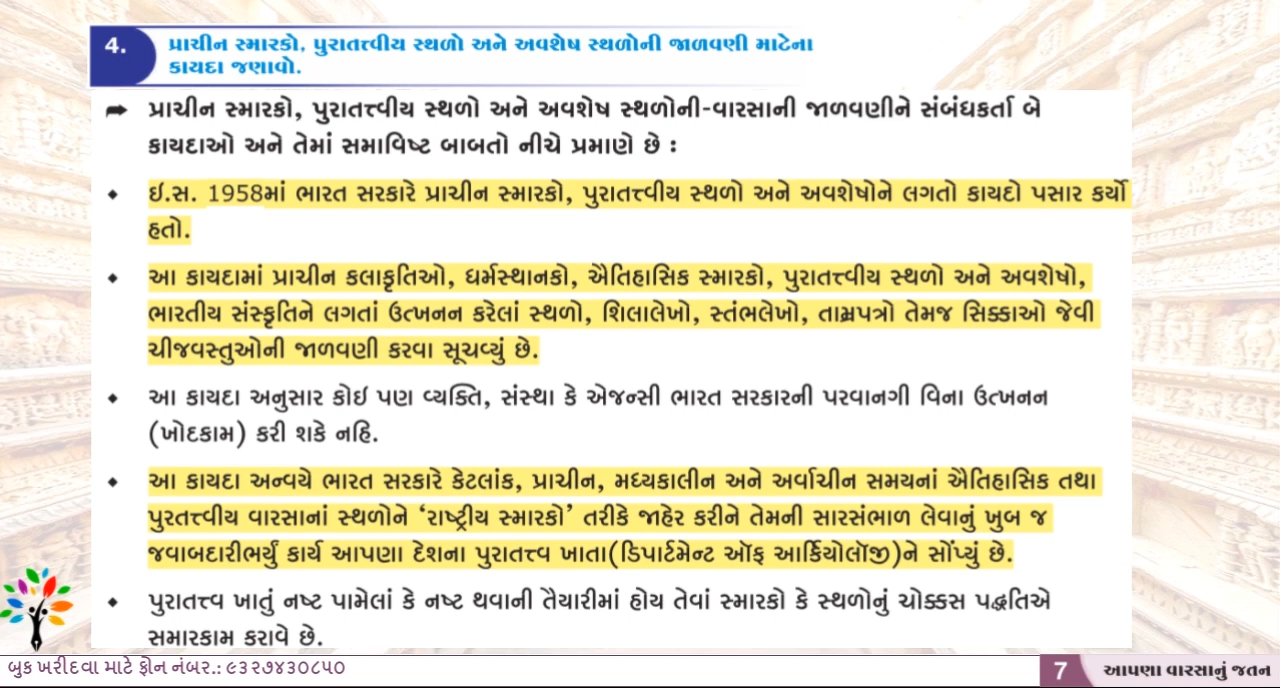 4.
પ્રાચીન સ્મારકો, પુરાતત્ત્વીય સ્થળો અને અવશેષ સ્થળોની જાળવણી માટેના
કાયદા જણાવો.
➡ પ્રાચીન સ્મારકો, પુરાતત્ત્વીય સ્થળો અને અવશેષ સ્થળોની-વારસાની જાળવણીને સંબંધકર્તા બે
કાયદાઓ અને તેમાં સમાવિષ્ટ બાબતો નીચે પ્રમાણે છે :
◆ ઈ.સ. 1958માં ભારત સરકારે પ્રાચીન સ્મારકો, પુરાતત્ત્વીય સ્થળો અને અવશેષોને લગતો કાયદો પસાર કર્યો
હતો.
◆ આ કાયદામાં પ્રાચીન કલાકૃતિઓ, ધર્મસ્થાનકો, ઐતિહાસિક સ્મારકો, પુરાતત્ત્વીય સ્થળો અને અવશેષો,
ભારતીય સંસ્કૃતિને લગતાં ઉત્ખનન કરેલાં સ્થળો, શિલાલેખો, સ્તંભલેખો, તામ્રપત્રો તેમજ સિક્કાઓ જેવી
ચીજવસ્તુઓની જાળવણી કરવા સૂચવ્યું છે.
◆ આ કાયદા અનુસાર કોઈ પણ વ્યક્તિ, સંસ્થા કે એજન્સી ભારત સરકારની પરવાનગી વિના ઉત્ખનન
(ખોદકામ) કરી શકે નહિ.
◆ આ કાયદા અન્વયે ભારત સરકારે કેટલાંક, પ્રાચીન, મધ્યકાલીન અને અર્વાચીન સમયનાં ઐતિહાસિક તથા
પુરતત્ત્વીય વારસાનાં સ્થળોને ‘રાષ્ટ્રીય સ્મારકો’ તરીકે જાહેર કરીને તેમની સારસંભાળ લેવાનું ખુબ જ
જવાબદારીભર્યું કાર્ય આપણા દેશના પુરાતત્ત્વ ખાતા(ડિપાર્ટમેન્ટ ઑફ આર્કિયોલૉજી)ને સોંપ્યું છે.
◆ પુરાતત્ત્વ ખાતું નષ્ટ પામેલાં કે નષ્ટ થવાની તૈયારીમાં હોય તેવાં સ્મારકો કે સ્થળોનું ચોક્કસ પદ્ધતિએ
સમારકામ કરાવે છે.
બુક ખરીદવા માટે ફોન નંબર.: ૯૩૨૭૪૩૦૮૫૦
7 આપણા વારસાનું જતન